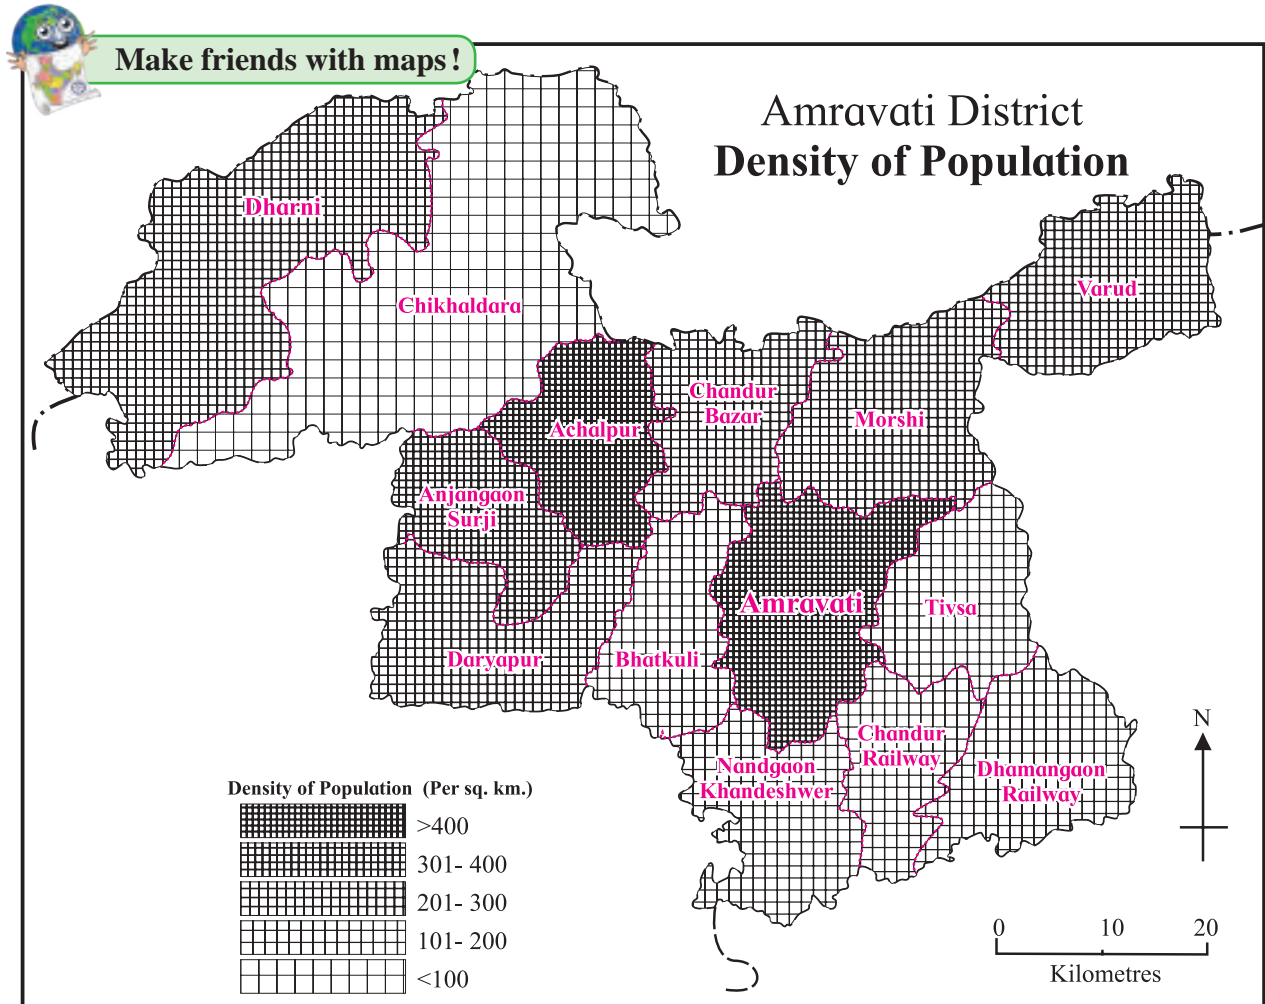 Make friends with maps!
Amravati District
Density of Population
Dharni
Varud
Chikhaldara
Chandur
Bazar
Achalpur
Morshi
Anjangaon
Surji
Amravati
Tivsa
Daryapur
Bhatkuli
Chandur
Railway
Nandgaon
Khandeshwer
Dhamangaon
Railway
N
Density of Population (Per sq. km.)
>400
301- 400
201- 300
101- 200
<100
0 10 20
Kilometres